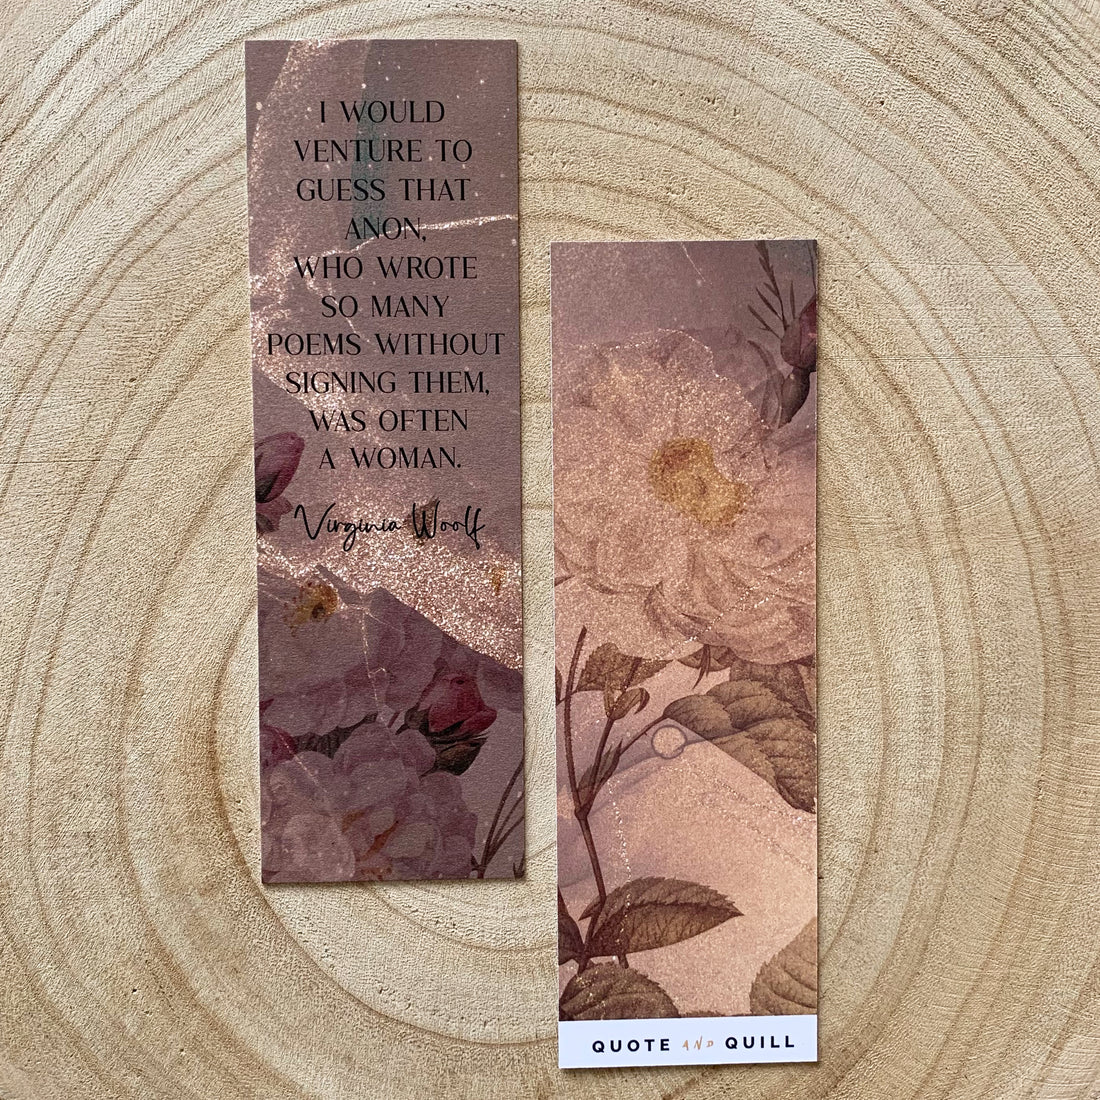 I WOULD
VENTURE TO
GUESS THAT
ANON,
WHO WROTE
SO MANY
POEMS WITHOUT
SIGNING THEM,
WAS OFTEN
A WOMAN.
Virginia Woolf
QUOTE AND QUILL